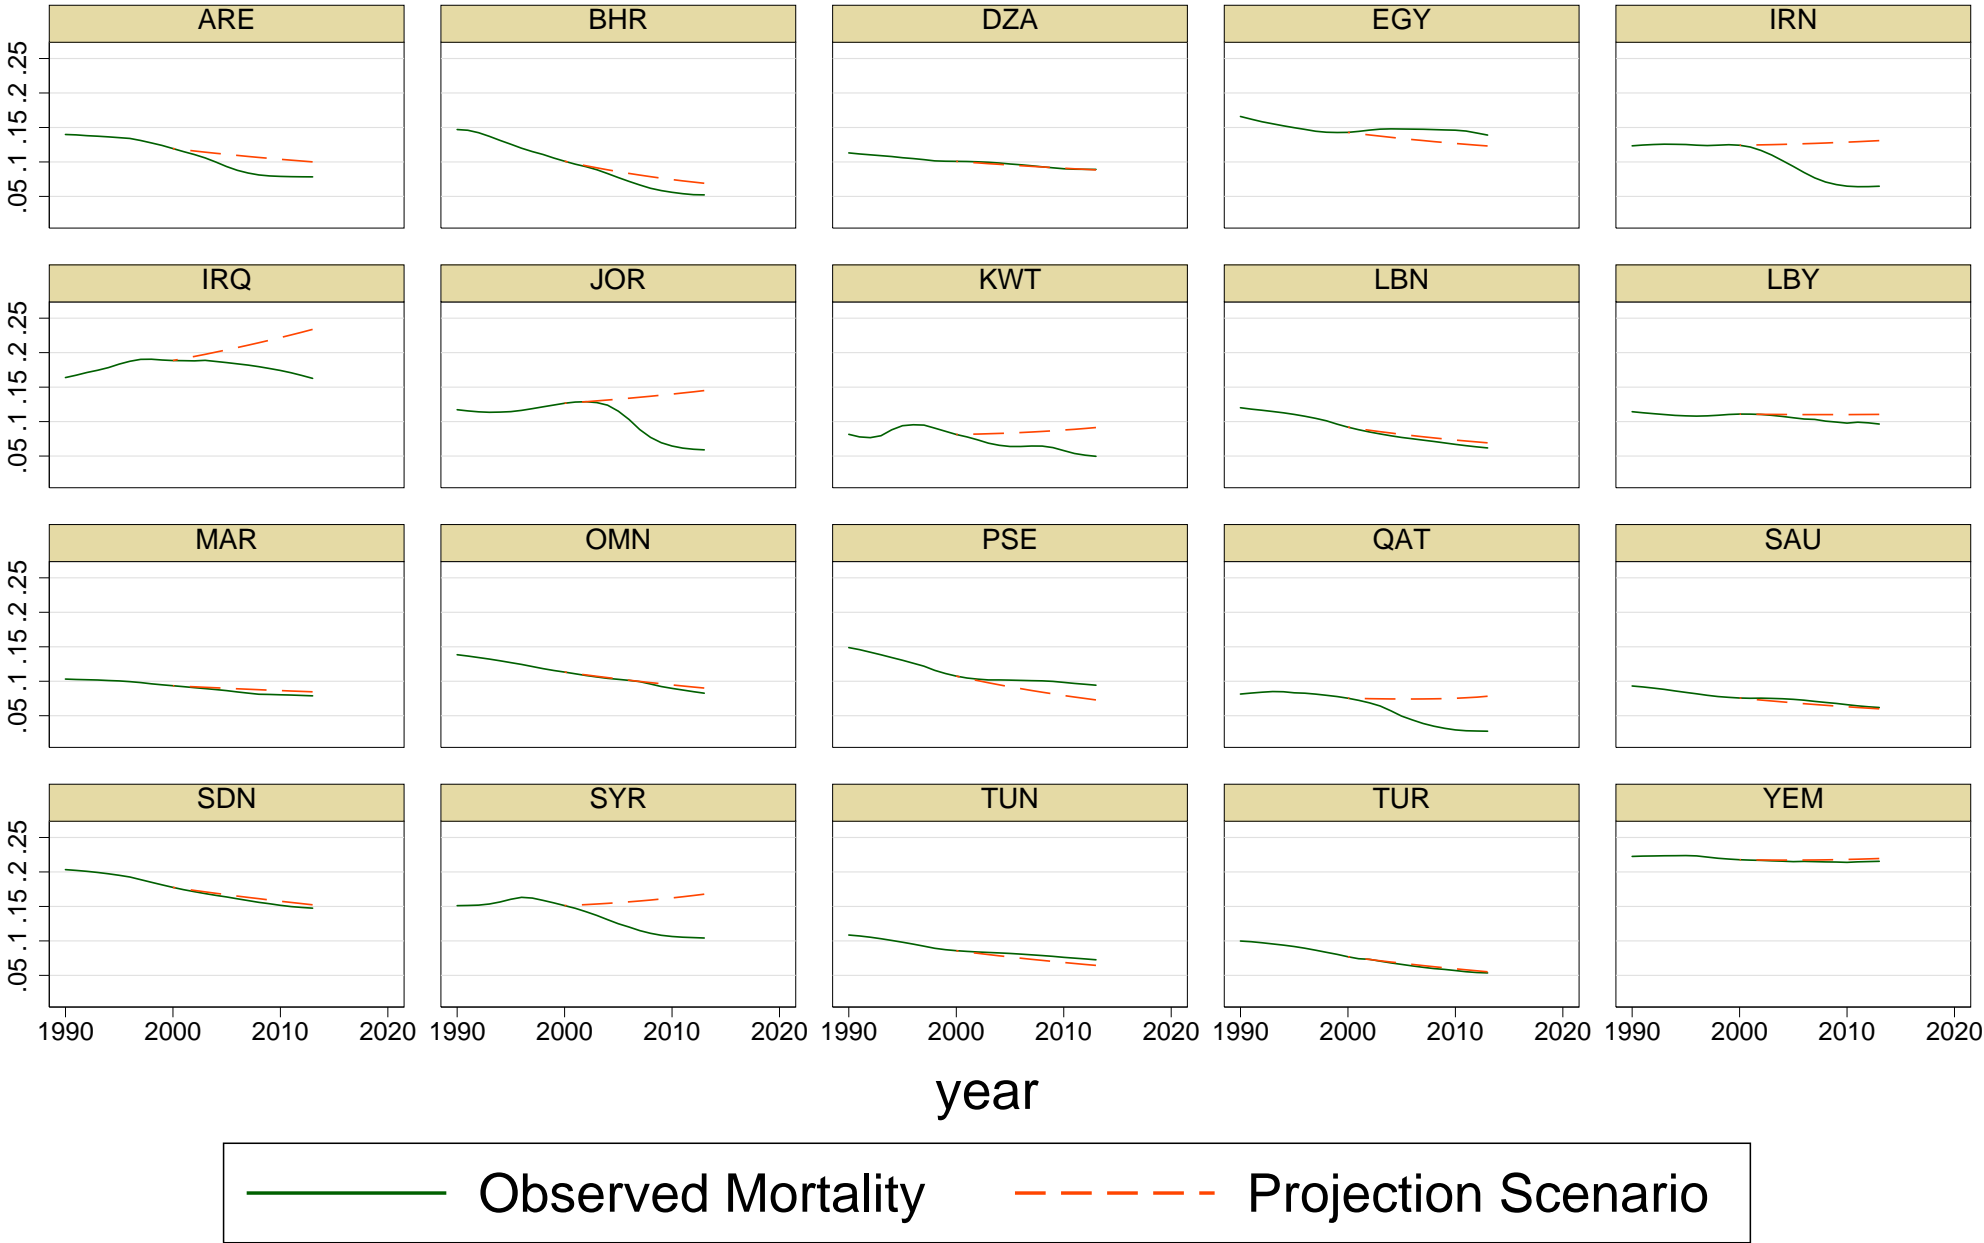 ARE BHR DZA EGY IRN
.05 .1 .15 .2 .25
IRQ JOR KWT LBN LBY
.05 .1 .15 .2 .25
MAR OMN PSE QAT SAU
.05 .1 .15 .2 .25
SDN SYR TUN TUR YEM
.05 .1 .15 .2 .25
1990 2000 2010 2020 1990 2000 2010 2020 1990 2000 2010 2020 1990 2000 2010 2020 1990 2000 2010 2020
year
Observed Mortality Projection Scenario